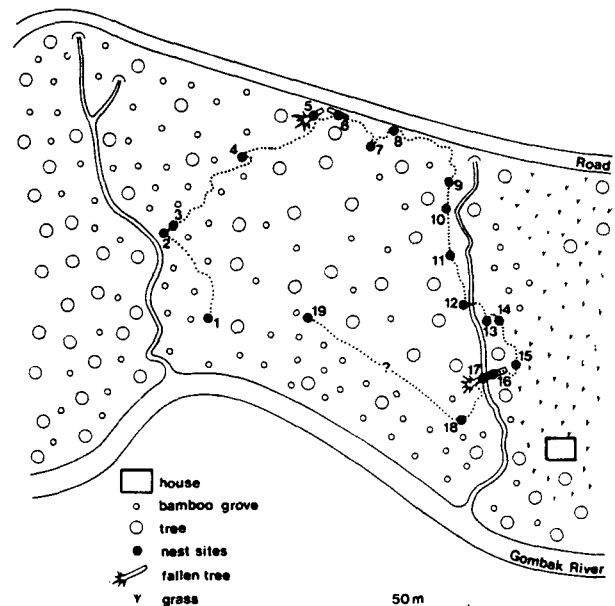 Road
5
6
8
7
4
9
3
10
2
11
12
14
19
1
13
15
?
17
16
18
house
bamboo grove
tree
nest sites
fallen tree
grass
50 m
Gombak River